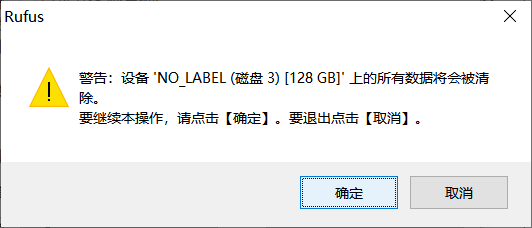 Rufus
警告：设备 'NO_LABEL (磁盘 3) [128 GB]' 上的所有数据将会被清
除。
要继续本操作，请点击【确定】。要退出点击【取消】。
确定
取消